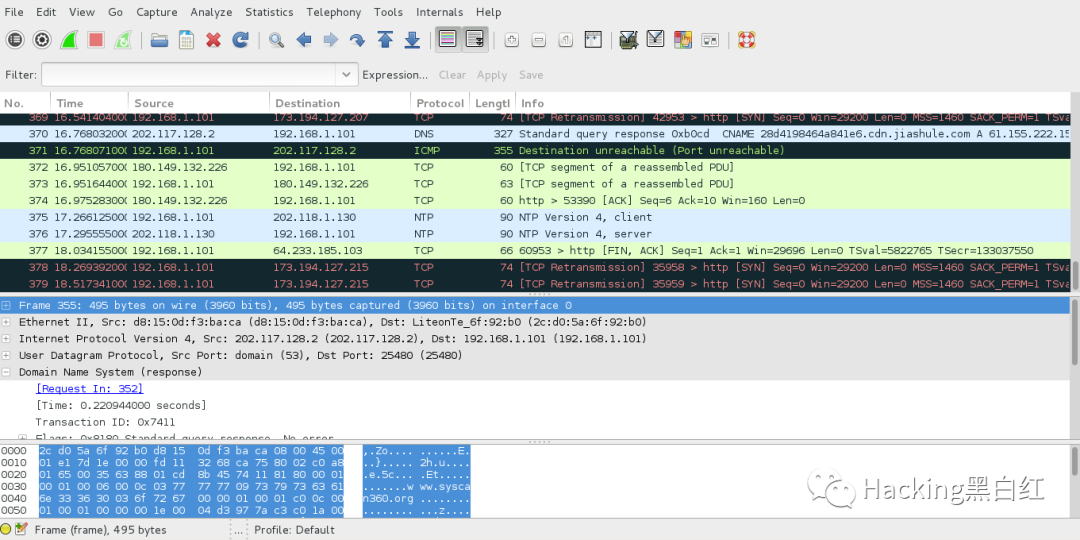 File Edit View Go Capture Analyze Statistics Telephony Tools Internals Help
Filter: Expression... Clear Apply Save
No. Time Source Destination Protocol Lengtl Info
369 16.54140400( 192.168.1.101 173.194.127.207 TCP 74 [TCP Retransmission] 42953 > http [SYN] Seq=0 Win=29200 Len=0 MSS=1460 SACK_PERM=1 TSva
370 16.76803200( 202.117.128.2 192.168.1.101 DNS 327 Standard query response 0xb0cd CNAME 28d4198464a841e6.cdn.jiashule.com A 61.155.222.15
371 16.76807100( 192.168.1.101 202.117.128.2 ICMP 355 Destination unreachable (Port unreachable)
372 16.95105700( 180.149.132.226 192.168.1.101 TCP 60 [TCP segment of a reassembled PDU]
373 16.95164400( 192.168.1.101 180.149.132.226 TCP 63 [TCP segment of a reassembled PDU]
374 16.97528300( 180.149.132.226 192.168.1.101 TCP 60 http > 53390 [ACK] Seq=6 Ack=10 Win=160 Len=0
375 17.26612500( 192.168.1.101 202.118.1.130 NTP 90 NTP Version 4, client
376 17.29555500( 202.118.1.130 192.168.1.101 NTP 90 NTP Version 4, server
377 18.03415500( 192.168.1.101 64.233.185.103 TCP 66 60953 > http [FIN, ACK] Seq=1 Ack=1 Win=29696 Len=0 TSval=5822765 TSecr=133037550
378 18.26939200( 192.168.1.101 173.194.127.215 TCP 74 [TCP Retransmission] 35958 > http [SYN] Seq=0 Win=29200 Len=0 MSS=1460 SACK_PERM=1 TSva
379 18.51734100( 192.168.1.101 173.194.127.215 TCP 74 [TCP Retransmission] 35959 > http [SYN] Seq=0 Win=29200 Len=0 MSS=1460 SACK_PERM=1 TSva
Frame 355: 495 bytes on wire (3960 bits), 495 bytes captured (3960 bits) on interface 0
Ethernet II, Src: d8:15:0d:f3:ba:ca (d8:15:0d:f3:ba:ca), Dst: LiteonTe_6f:92:b0 (2c:d0:5a:6f:92:b0)
Internet Protocol Version 4, Src: 202.117.128.2 (202.117.128.2), Dst: 192.168.1.101 (192.168.1.101)
User Datagram Protocol, Src Port: domain (53), Dst Port: 25480 (25480)
Domain Name System (response)
[Request In: 352]
[Time: 0.220944000 seconds]
Transaction ID: 0x7411
Flags: 0x8180 Standard query response, No error
0000 2c d0 5a 6f 92 b0 d8 15 0d f3 ba ca 08 00 45 00 ,.Zo.... ......E.
0010 01 e1 7d 1e 00 00 fd 11 32 68 ca 75 80 02 c0 a8 ..}..... 2h.u....
0020 01 65 00 35 63 88 01 cd 8b 45 74 11 81 80 00 01 .e.5c... .Et.....
0030 00 01 00 06 00 0c 03 77 77 77 09 73 79 73 63 61 .......w ww.sysca
0040 6e 33 36 30 03 6f 72 67 00 00 01 00 01 c0 0c 00 n360.org ........
0050 01 00 01 00 00 00 1e 00 04 d3 97 7a c3 c0 1a 00 ........ ...z....
Frame (frame), 495 bytes ... Profile: Default
Hacking黑白红